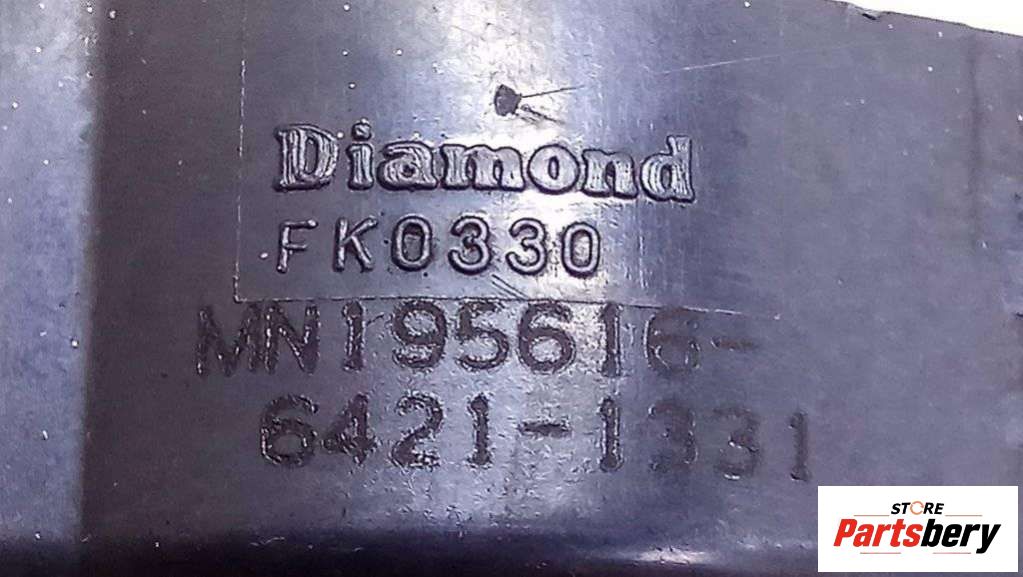 Diamond
FK0330
MN195616-
6421-1331
STORE
Partsbery